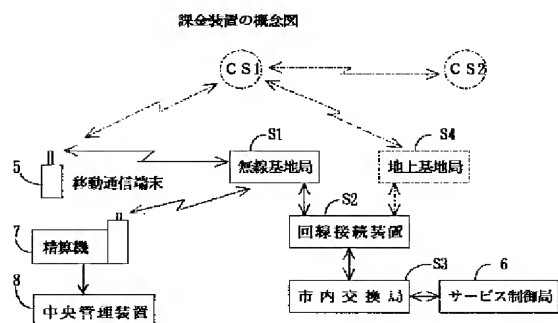 課金装置の概念図
CS1
CS2
S1
S4
5
移動通信端末
無線基地局
地上基地局
S2
7
精算機
回線接続装置
S3
6
8
中央管理装置
市内交換局
サービス制御局